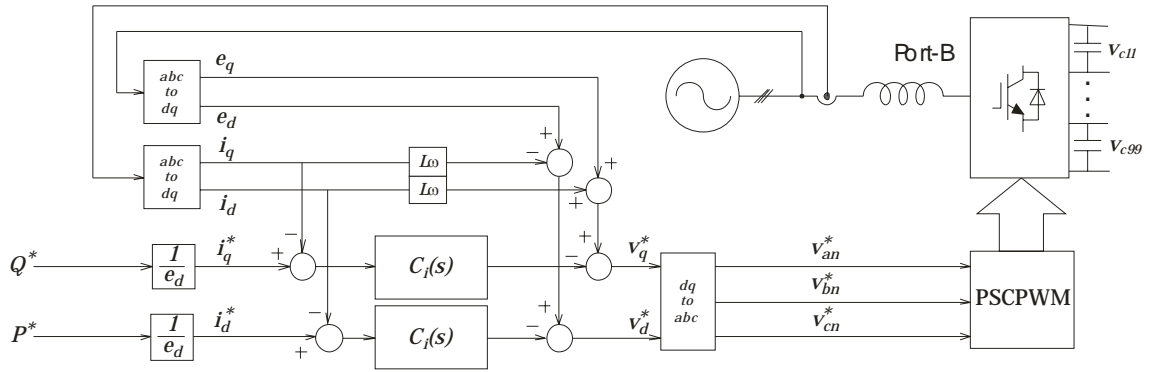 Port-B
v_c11
v_c99
abc
to
dq
e_q
e_d
abc
to
dq
i_q
i_d
Lω
Lω
+
−
+
+
−
+
+
−
Q*
1
e_d
i_q*
+
C_i(s)
−
v_q*
dq
to
abc
v_an*
v_bn*
v_cn*
PSCPWM
−
+
P*
1
e_d
i_d*
+
C_i(s)
−
v_d*